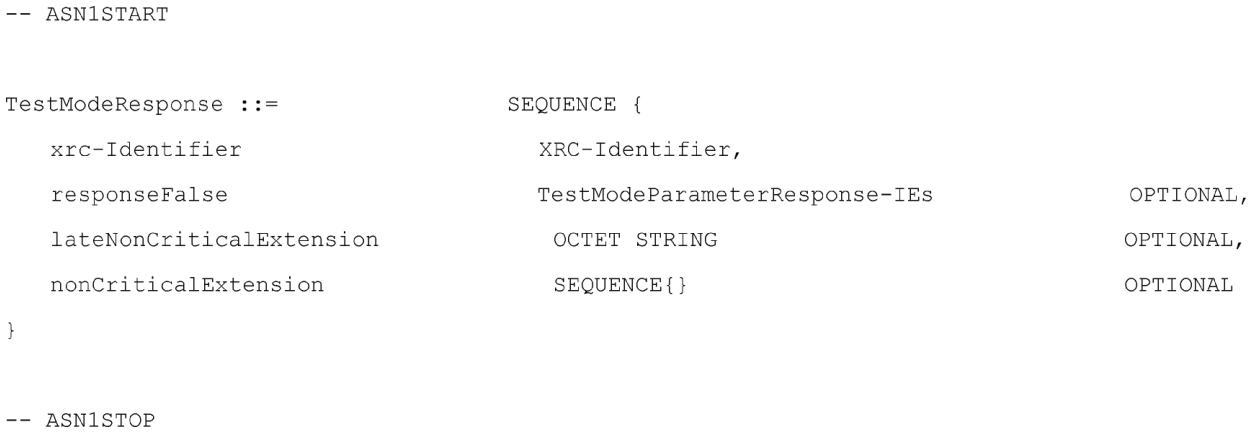 -- ASN1START
TestModeResponse ::= SEQUENCE {
xrc-Identifier XRC-Identifier,
responseFalse TestModeParameterResponse-IEs OPTIONAL,
lateNonCriticalExtension OCTET STRING OPTIONAL,
nonCriticalExtension SEQUENCE{} OPTIONAL
}
-- ASN1STOP